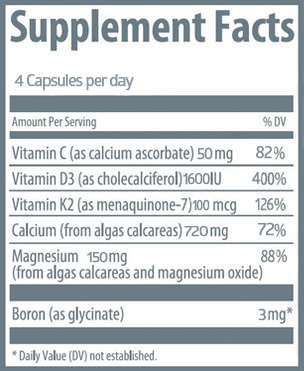 Supplement Facts
4 Capsules per day
Amount Per Serving % DV
Vitamin C (as calcium ascorbate) 50 mg 82%
Vitamin D3 (as cholecalciferol)1600IU 400%
Vitamin K2 (as menaquinone-7)100 mcg 126%
Calcium (from algas calcareas) 720 mg 72%
Magnesium 150 mg 88%
(from algas calcareas and magnesium oxide)
Boron (as glycinate) 3 mg*
* Daily Value (DV) not established.